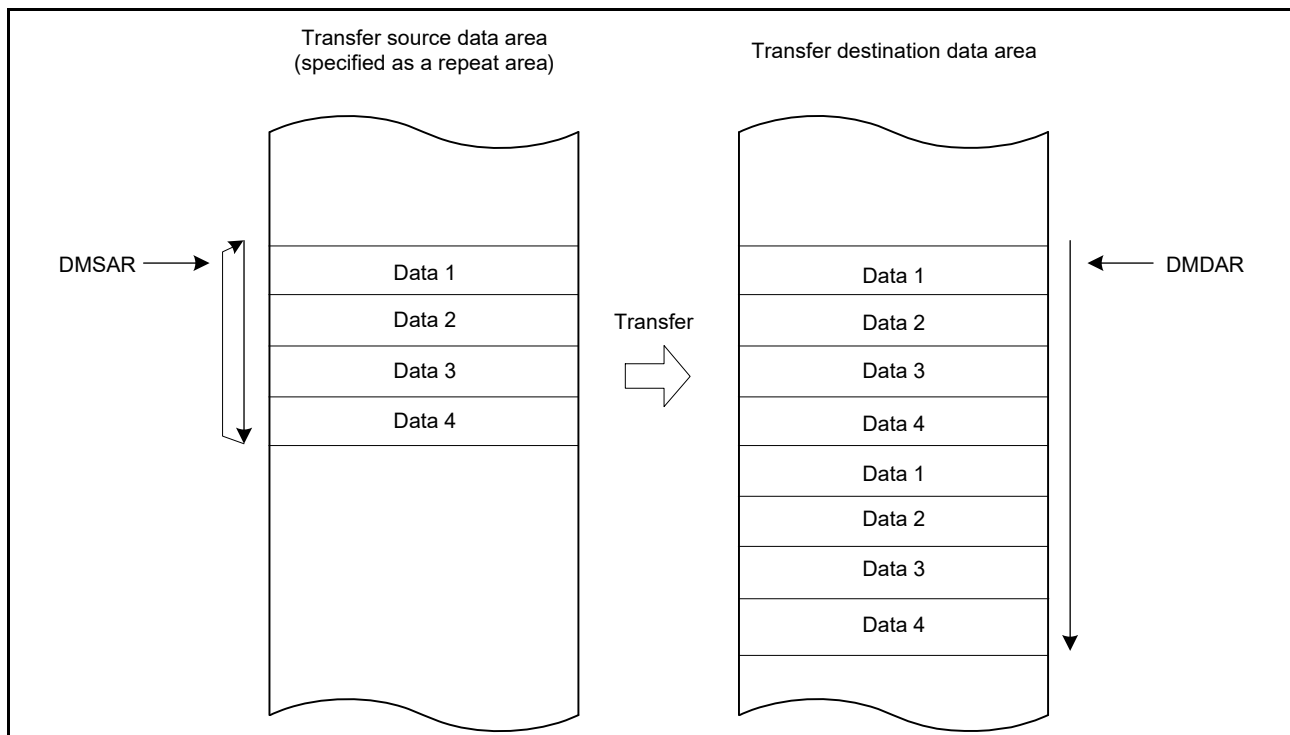 Transfer source data area
(specified as a repeat area)
Transfer destination data area
DMSAR
Data 1
Data 2
Data 3
Data 4
Transfer
Data 1
Data 2
Data 3
Data 4
Data 1
Data 2
Data 3
Data 4
DMDAR